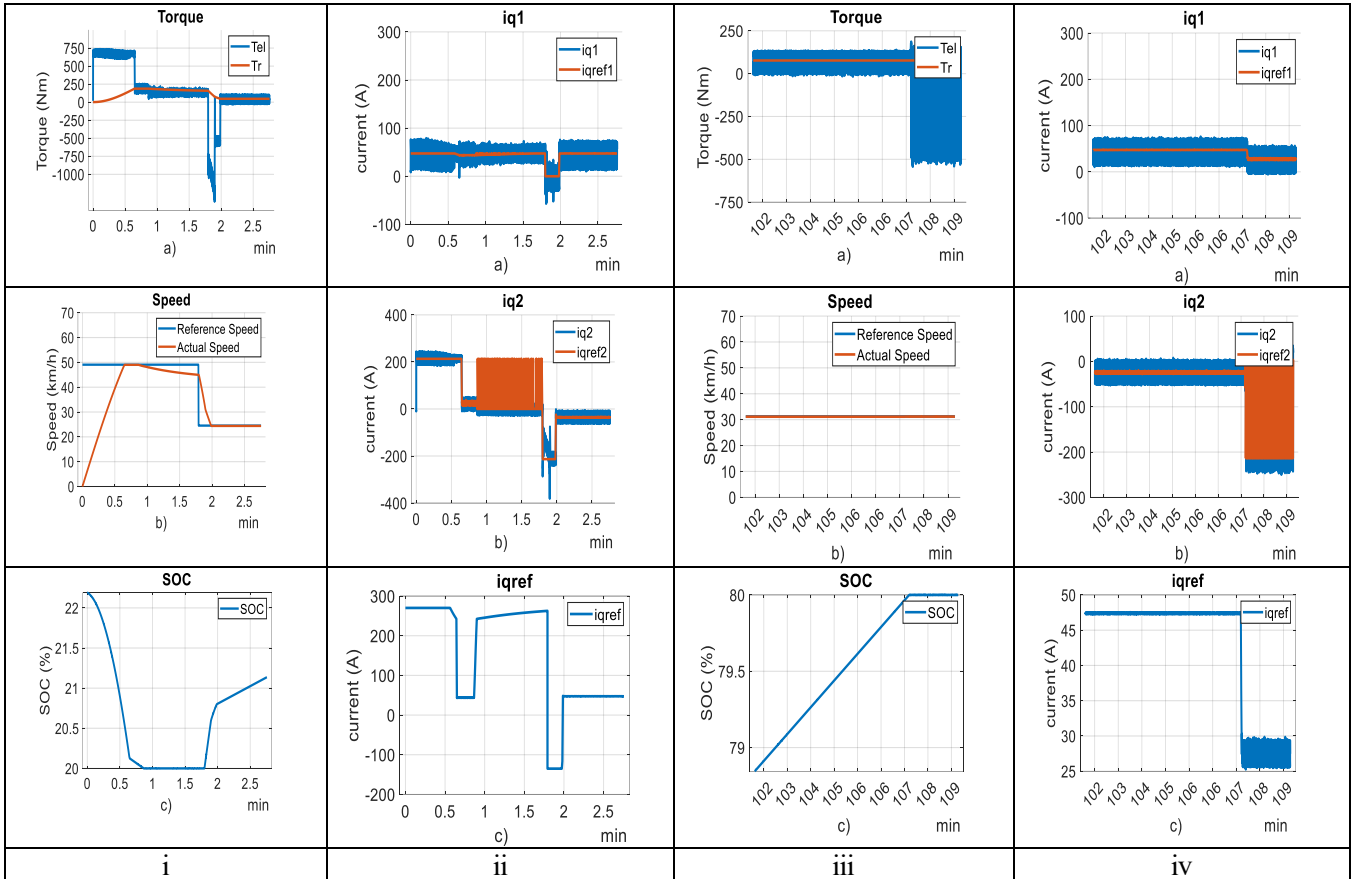 Torque
750
500
250
0
-250
-500
-750
-1000
Torque (Nm)
Tel
Tr
0 0.5 1 1.5 2 2.5
a) min
iq1
300
200
100
0
-100
current (A)
iq1
iqref1
0 0.5 1 1.5 2 2.5
a) min
Torque
250
0
-250
-500
-750
Torque (Nm)
Tel
Tr
102 103 104 105 106 106 107 108 109
a) min
iq1
300
200
100
0
-100
current (A)
iq1
iqref1
102 103 104 105 106 106 107 108 109
a) min
Speed
70
60
50
40
30
20
10
0
Speed (km/h)
Reference Speed
Actual Speed
0 0.5 1 1.5 2 2.5
b) min
iq2
400
200
0
-200
-400
current (A)
iq2
iqref2
0 0.5 1 1.5 2 2.5
b) min
Speed
70
60
50
40
30
20
10
0
Speed (km/h)
Reference Speed
Actual Speed
102 103 104 105 106 106 107 108 109
b) min
iq2
100
0
-100
-200
-300
current (A)
iq2
iqref2
102 103 104 105 106 106 107 108 109
b) min
SOC
22
21.5
21
20.5
20
SOC (%)
SOC
0 0.5 1 1.5 2 2.5
c) min
iqref
300
200
100
0
-100
-200
current (A)
iqref
0 0.5 1 1.5 2 2.5
c) min
SOC
80
79.5
79
SOC (%)
SOC
102 103 104 105 106 106 107 108 109
c) min
iqref
50
45
40
35
30
25
current (A)
iqref
102 103 104 105 106 106 107 108 109
c) min
i ii iii iv